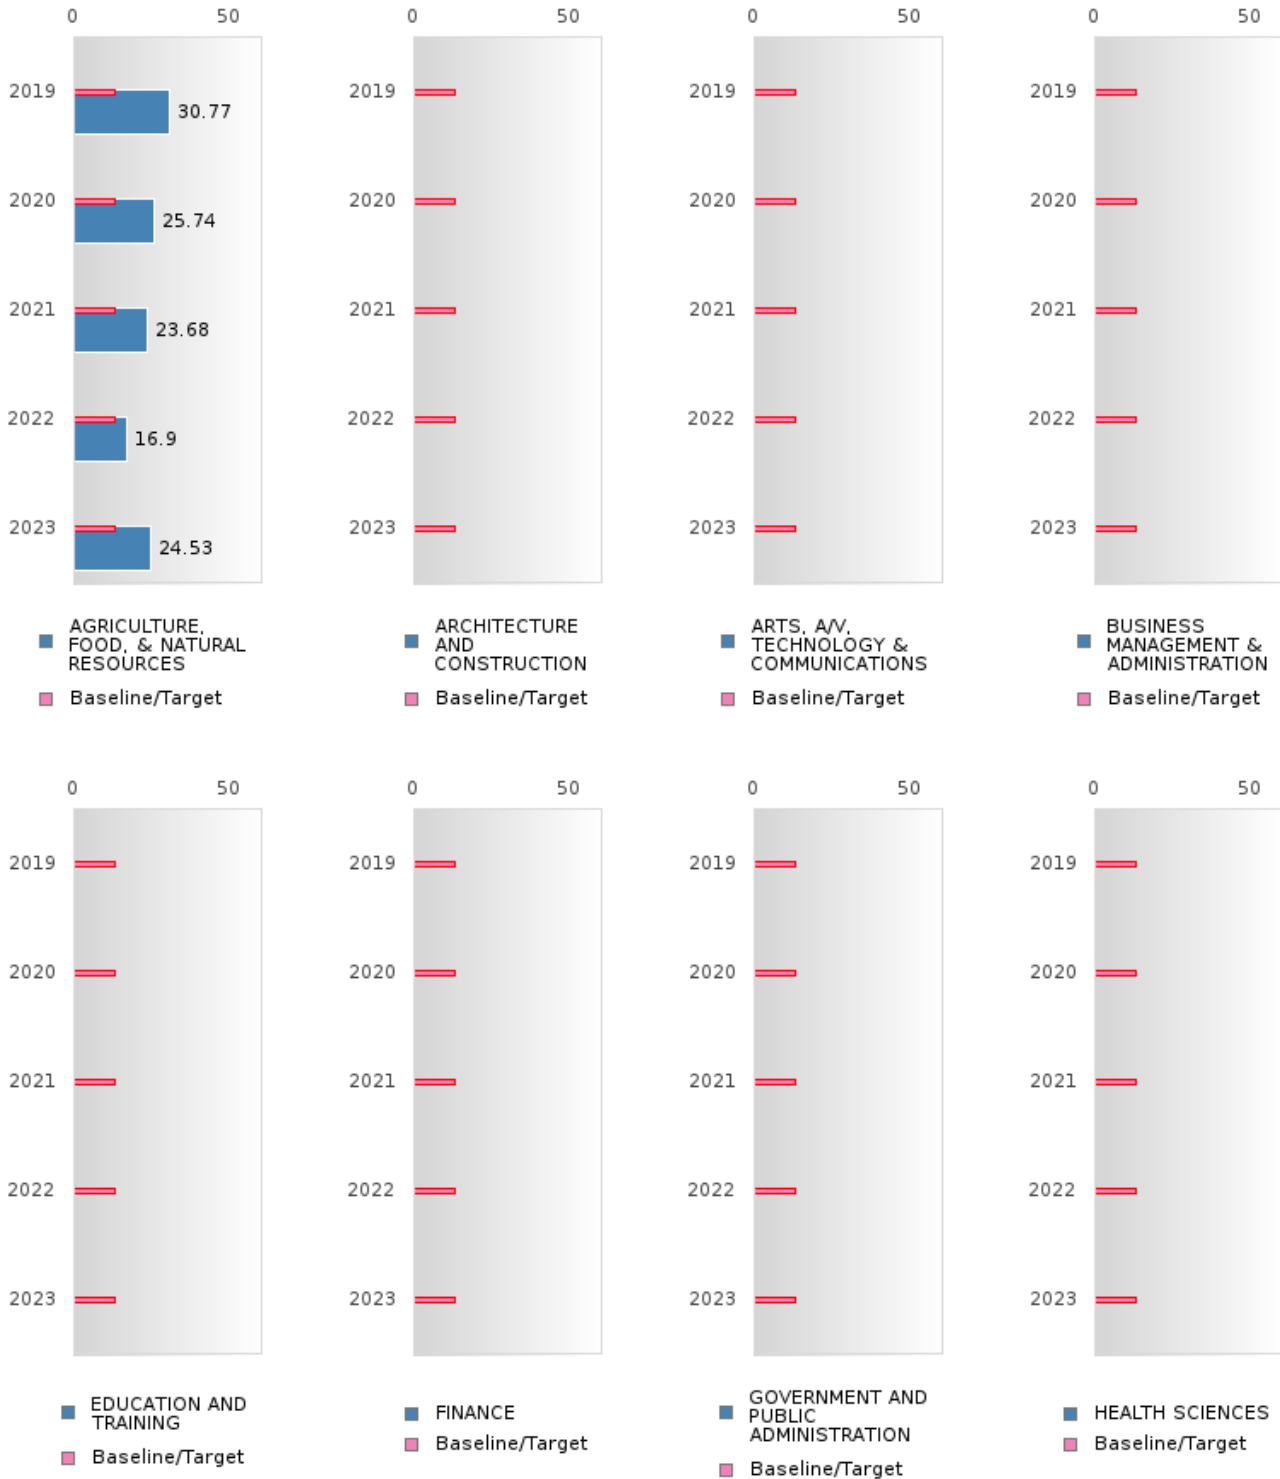 0 50 0 50 0 50 0 50
2019 30.77 2019 2019 2019
2020 25.74 2020 2020 2020
2021 23.68 2021 2021 2021
2022 16.9 2022 2022 2022
2023 24.53 2023 2023 2023
AGRICULTURE,
FOOD, & NATURAL
RESOURCES
Baseline/Target
ARCHITECTURE
AND
CONSTRUCTION
Baseline/Target
ARTS, A/V,
TECHNOLOGY &
COMMUNICATIONS
Baseline/Target
BUSINESS
MANAGEMENT &
ADMINISTRATION
Baseline/Target
0 50 0 50 0 50 0 50
2019 2019 2019 2019
2020 2020 2020 2020
2021 2021 2021 2021
2022 2022 2022 2022
2023 2023 2023 2023
EDUCATION AND
TRAINING
Baseline/Target
FINANCE
Baseline/Target
GOVERNMENT AND
PUBLIC
ADMINISTRATION
Baseline/Target
HEALTH SCIENCES
Baseline/Target